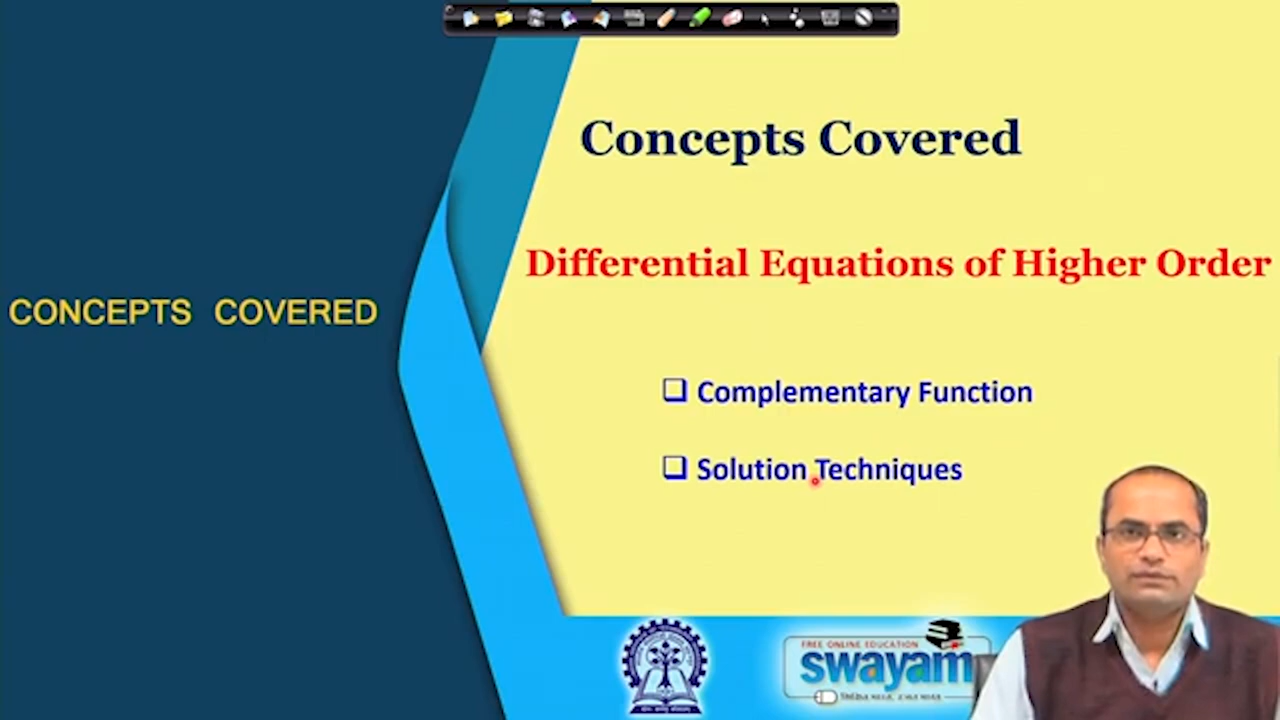 Concepts Covered
Differential Equations of Higher Order
CONCEPTS COVERED
Complementary Function
Solution Techniques
FREE ONLINE EDUCATION
swayam